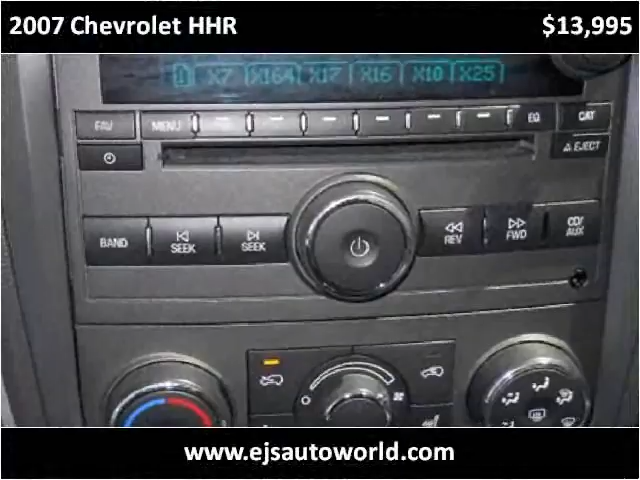 2007 Chevrolet HHR $13,995
1 X7 X164 X17 X16 X10 X25
FAV MENU EQ CAT
EJECT
BAND SEEK SEEK REV FWD CD/AUX
www.ejsautoworld.com